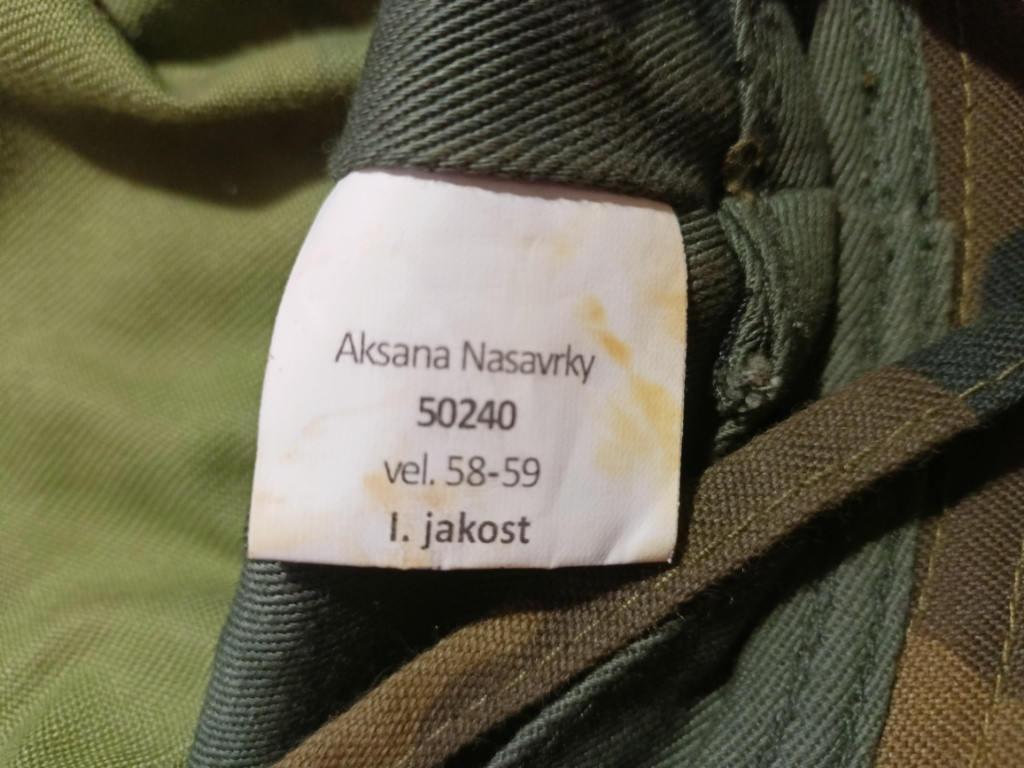 Aksana Nasavrky
50240
vel. 58-59
I. jakost